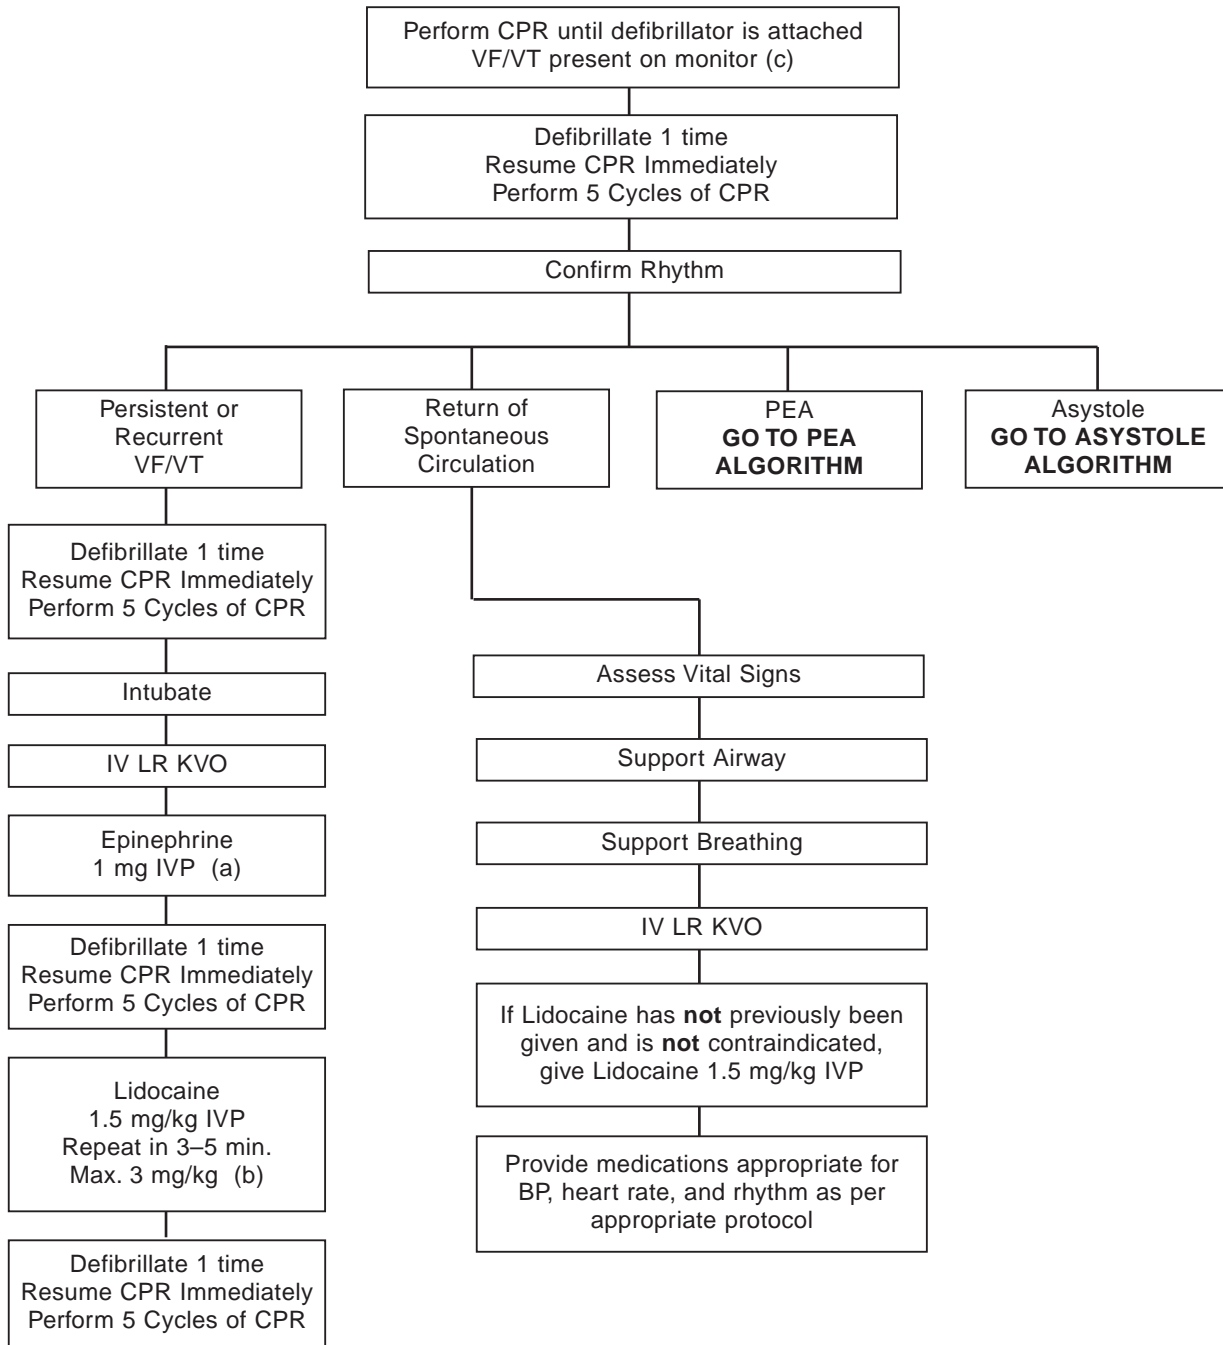 Perform CPR until defibrillator is attached
VF/VT present on monitor (c)
Defibrillate 1 time
Resume CPR Immediately
Perform 5 Cycles of CPR
Confirm Rhythm
Persistent or
Recurrent
VF/VT
Return of
Spontaneous
Circulation
PEA
GO TO PEA
ALGORITHM
Asystole
GO TO ASYSTOLE
ALGORITHM
Defibrillate 1 time
Resume CPR Immediately
Perform 5 Cycles of CPR
Intubate
IV LR KVO
Epinephrine
1 mg IVP (a)
Defibrillate 1 time
Resume CPR Immediately
Perform 5 Cycles of CPR
Lidocaine
1.5 mg/kg IVP
Repeat in 3–5 min.
Max. 3 mg/kg (b)
Defibrillate 1 time
Resume CPR Immediately
Perform 5 Cycles of CPR
Assess Vital Signs
Support Airway
Support Breathing
IV LR KVO
If Lidocaine has not previously been
given and is not contraindicated,
give Lidocaine 1.5 mg/kg IVP
Provide medications appropriate for
BP, heart rate, and rhythm as per
appropriate protocol